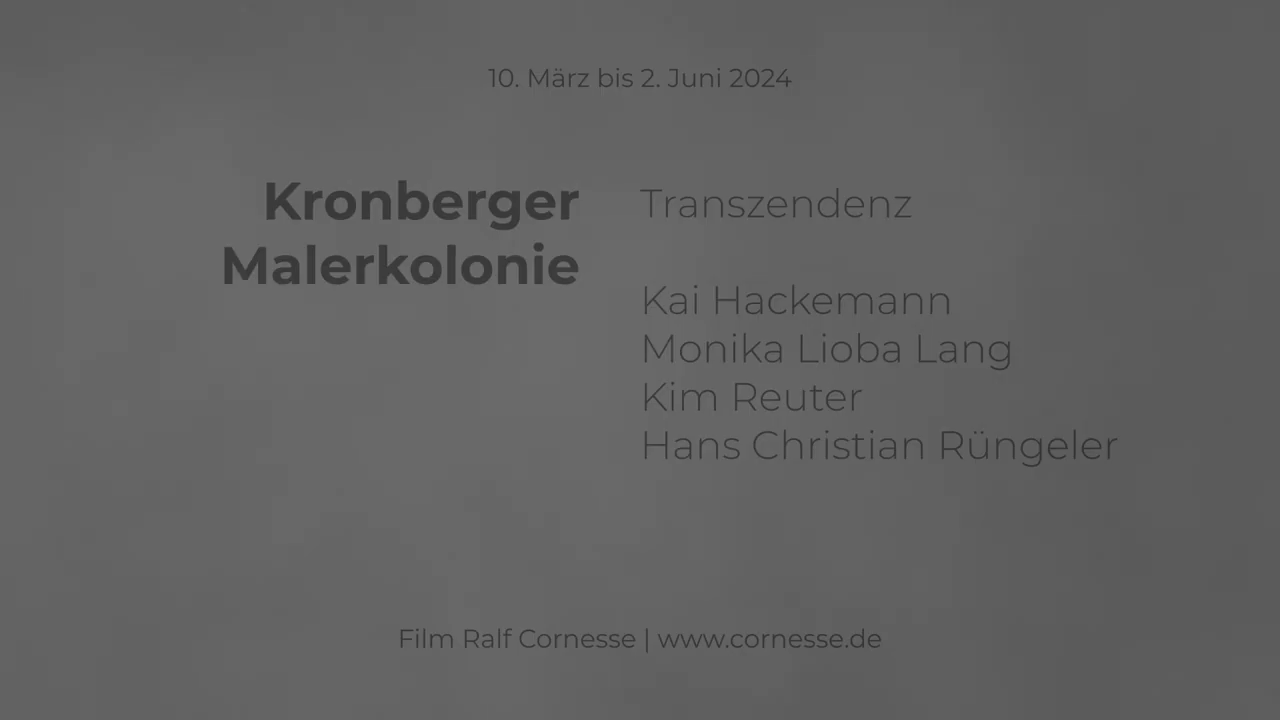 10. März bis 2. Juni 2024
Kronberger
Malerkolonie
Transzendenz
Kai Hackemann
Monika Lioba Lang
Kim Reuter
Hans Christian Rüngeler
Film Ralf Cornesse | www.cornesse.de